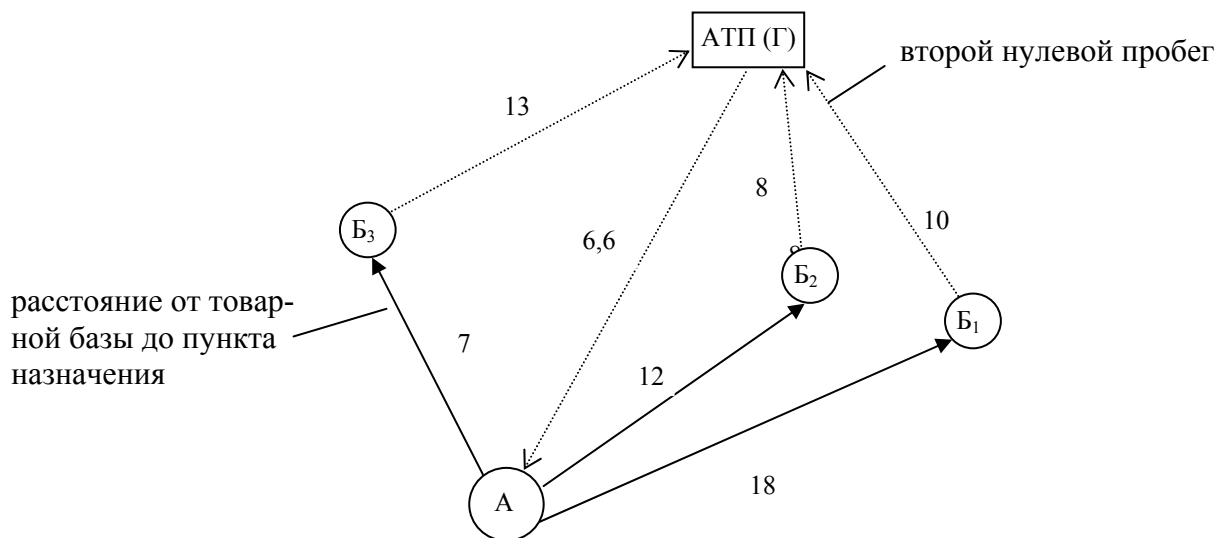 АТП (Г)
второй нулевой пробег
13
8
10
6,6
Б₃
Б₂
Б₁
расстояние от товар-
ной базы до пункта
назначения
7
12
18
А